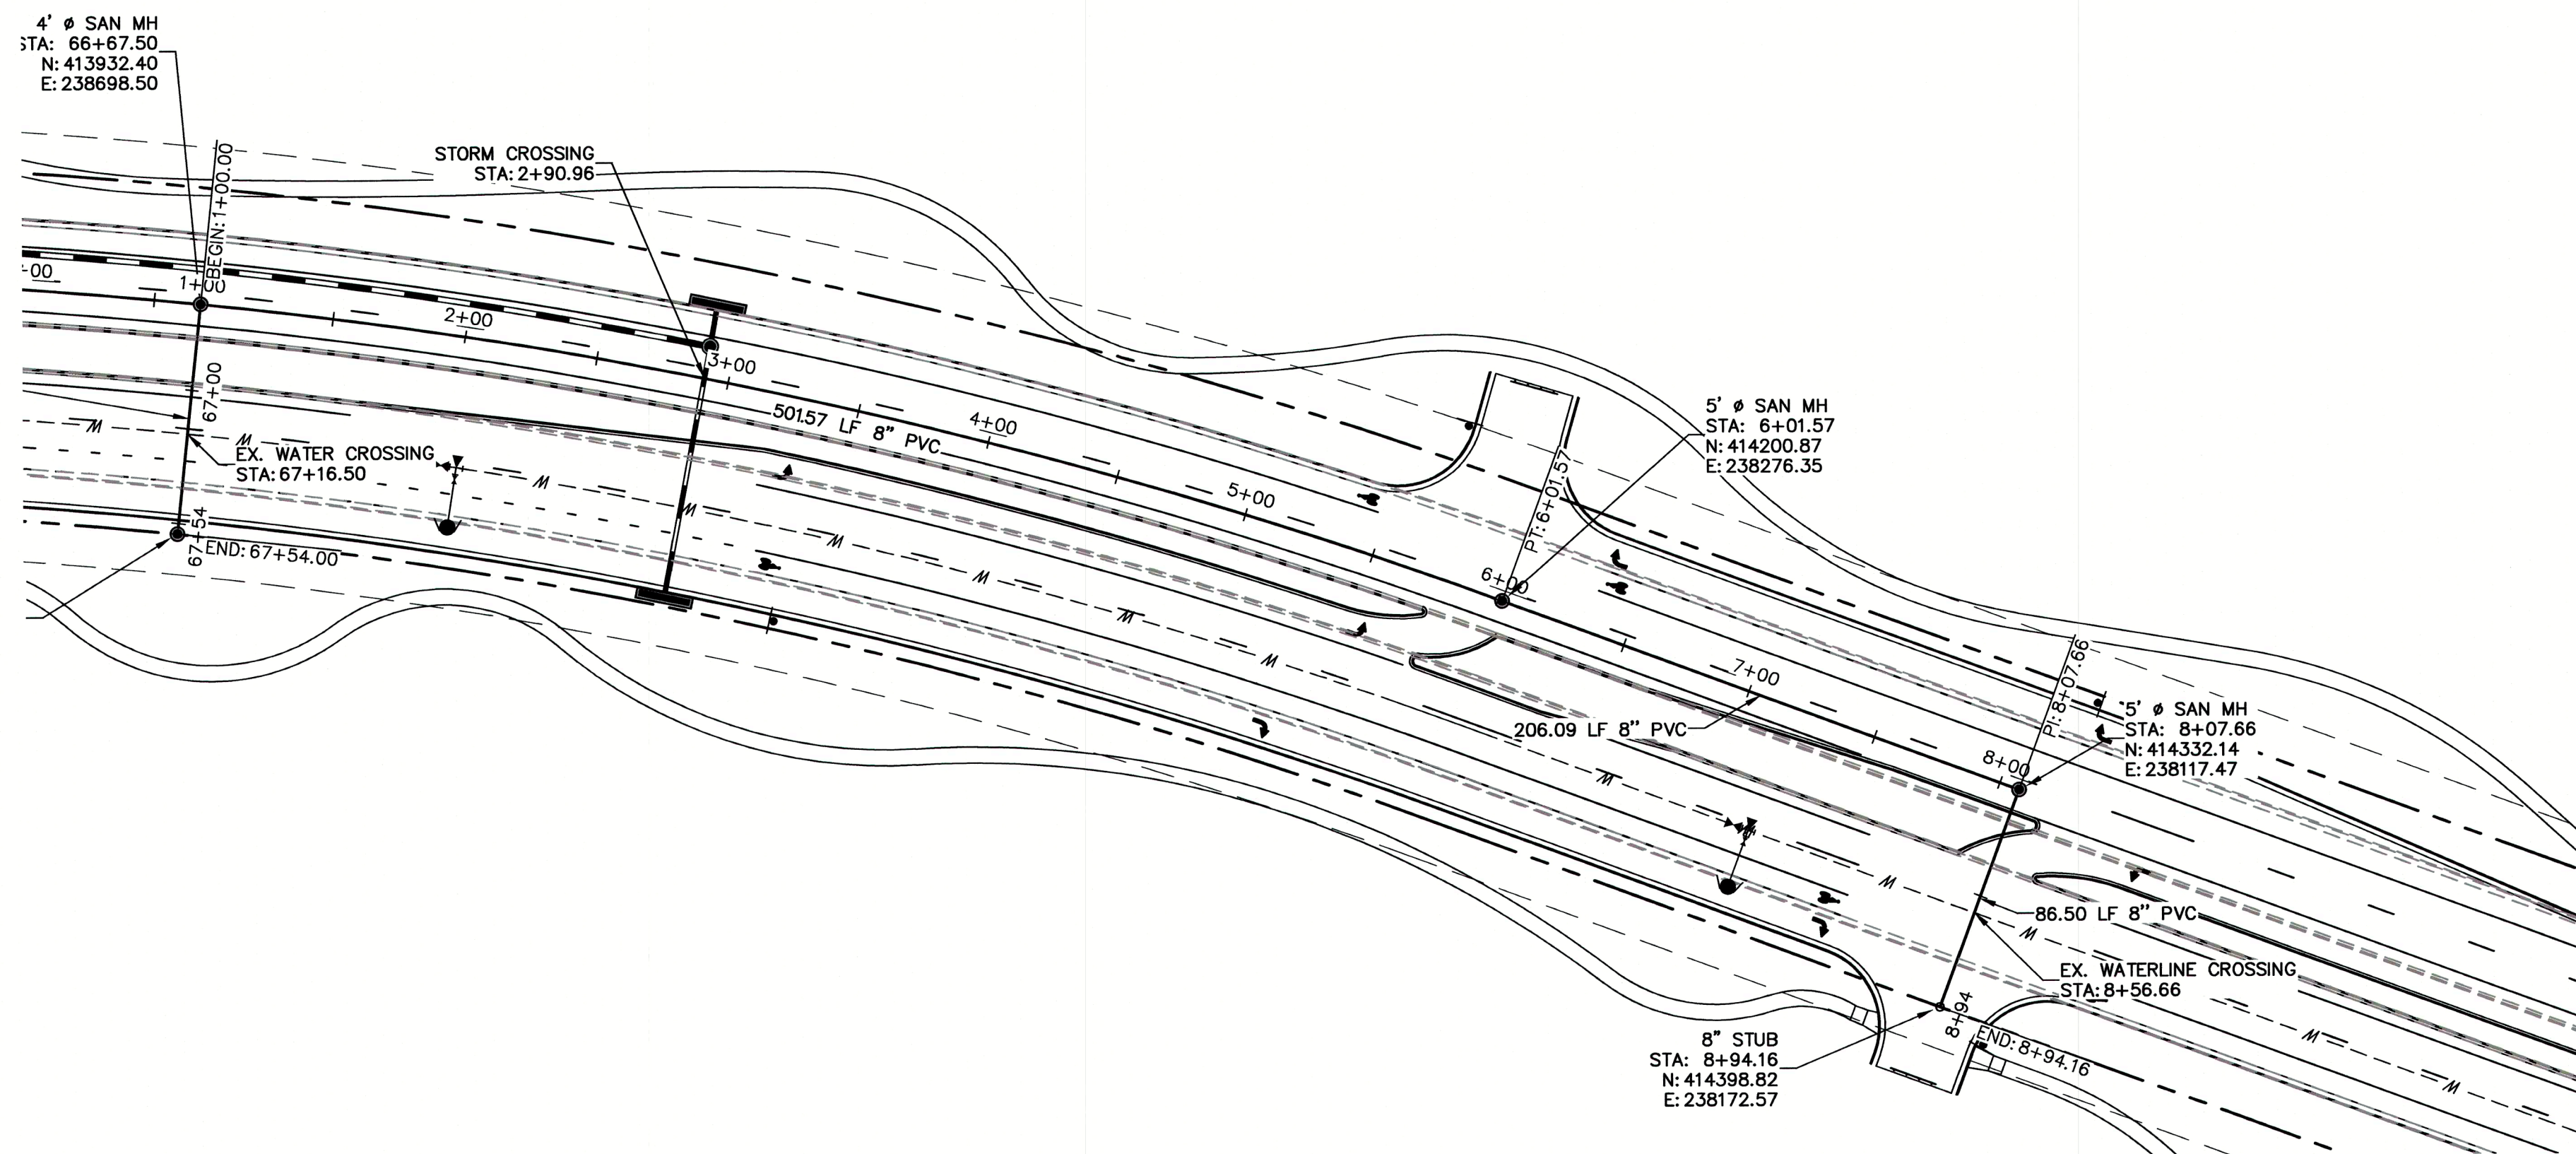 4' ø SAN MH
STA: 66+67.50
N: 413932.40
E: 238698.50
BEGIN: 1+00.00
STORM CROSSING
STA: 2+90.96
+00
1+00
2+00
3+00
501.57 LF 8" PVC
4+00
5+00
6+00
7+00
8+00
67+00
W
W
EX. WATER CROSSING
STA: 67+16.50
67+54
END: 67+54.00
W
W
W
W
W
W
PT: 6+01.57
5' ø SAN MH
STA: 6+01.57
N: 414200.87
E: 238276.35
206.09 LF 8" PVC
W
PI: 8+07.66
5' ø SAN MH
STA: 8+07.66
N: 414332.14
E: 238117.47
W
86.50 LF 8" PVC
W
EX. WATERLINE CROSSING
STA: 8+56.66
W
W
8" STUB
STA: 8+94.16
N: 414398.82
E: 238172.57
8+94
END: 8+94.16